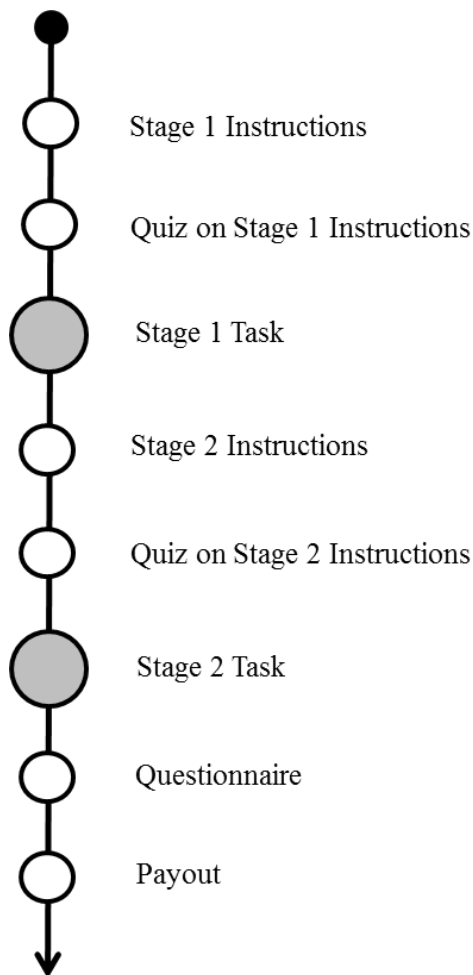 Stage 1 Instructions
Quiz on Stage 1 Instructions
Stage 1 Task
Stage 2 Instructions
Quiz on Stage 2 Instructions
Stage 2 Task
Questionnaire
Payout